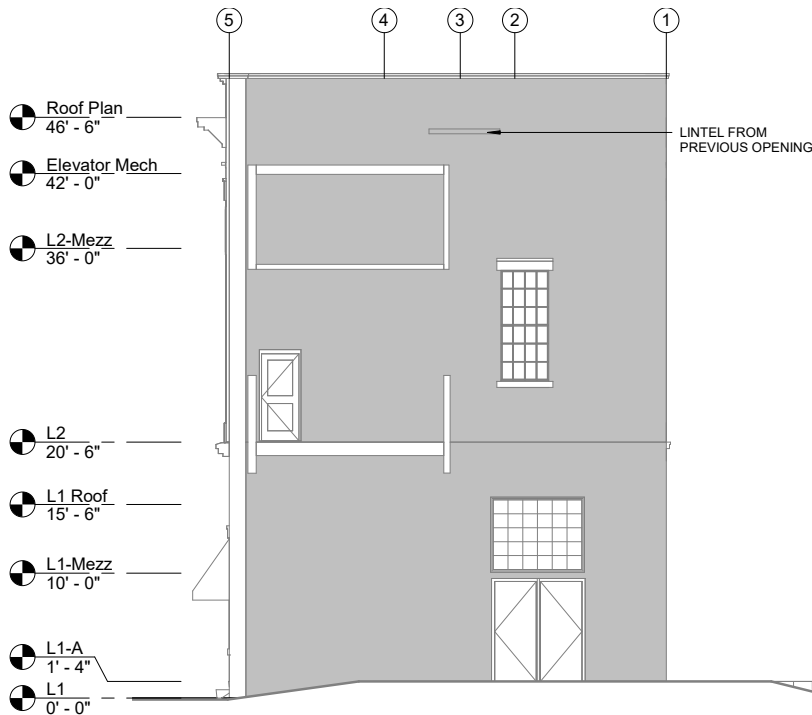 5 4 3 2 1
Roof Plan
46' - 6"
LINTEL FROM
PREVIOUS OPENING
Elevator Mech
42' - 0"
L2-Mezz
36' - 0"
L2
20' - 6"
L1 Roof
15' - 6"
L1-Mezz
10' - 0"
L1-A
1' - 4"
L1
0' - 0"